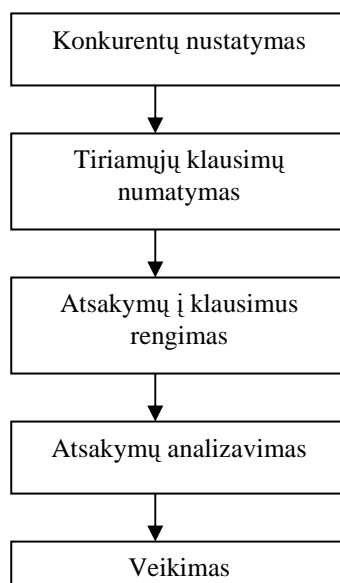 Konkurentų nustatymas
Tiriamųjų klausimų
numatymas
Atsakymų į klausimus
rengimas
Atsakymų analizavimas
Veikimas